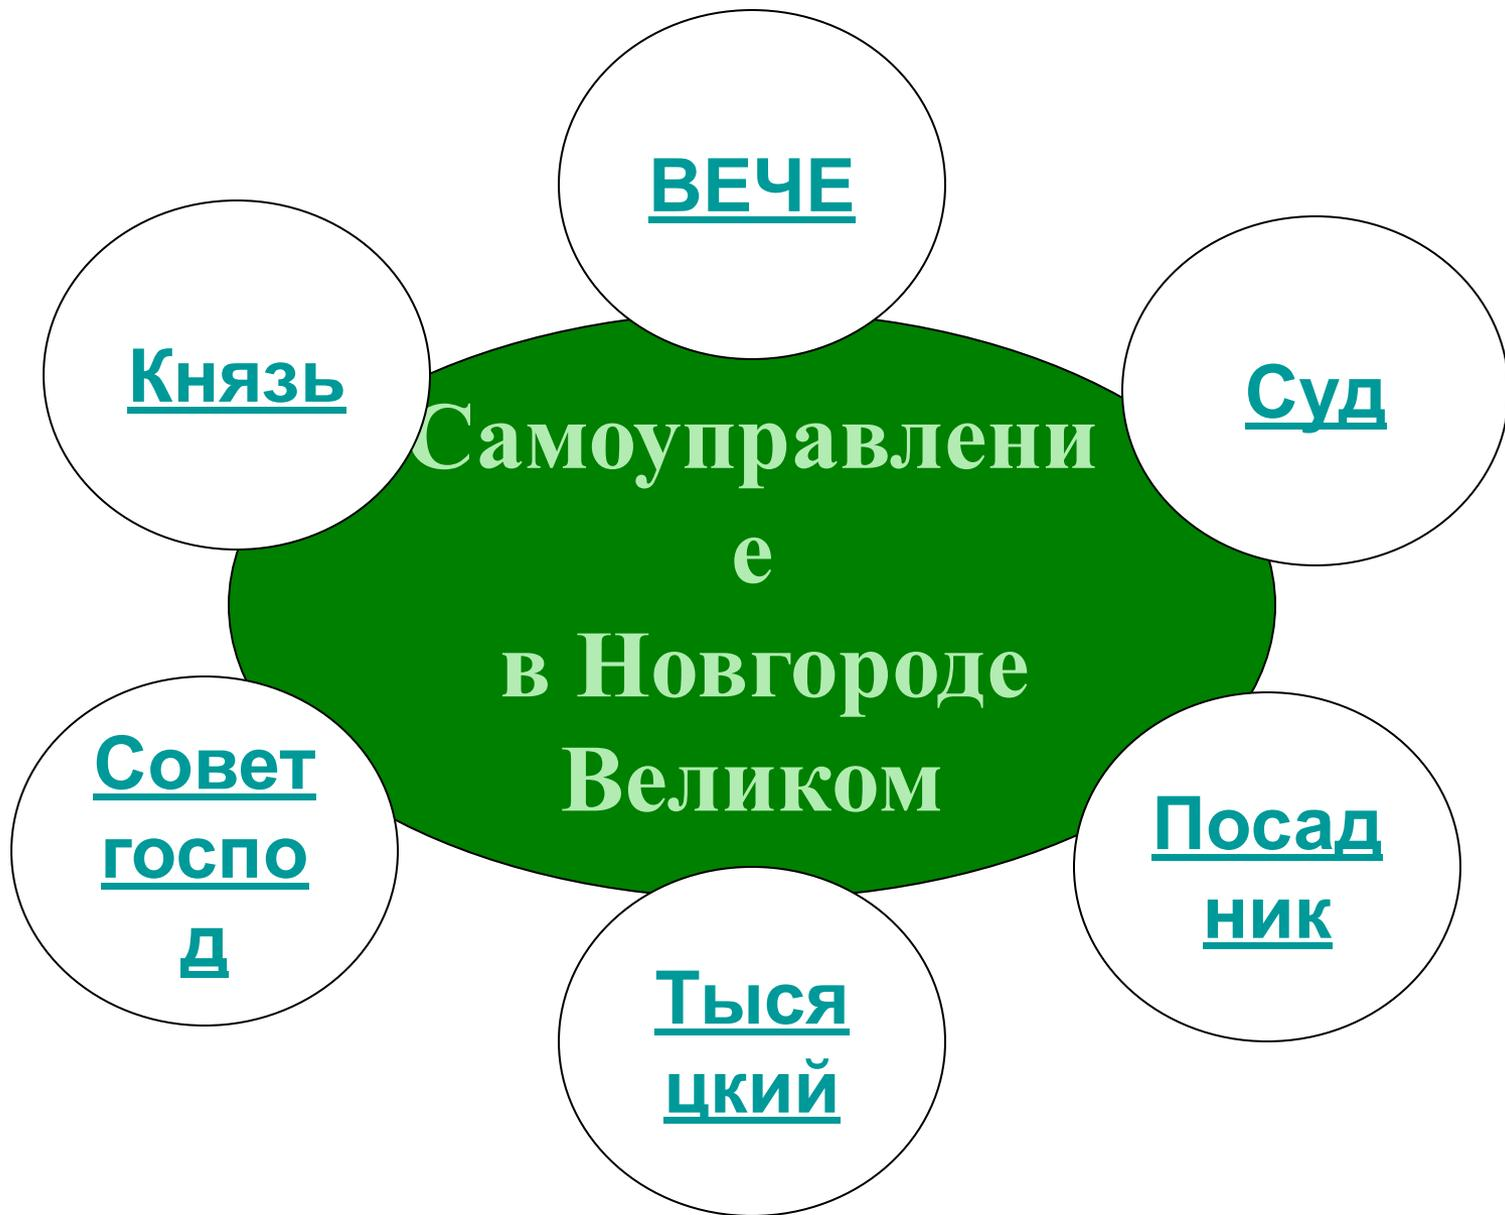 ВЕЧЕ
Князь
Суд
Самоуправлени
е
в Новгороде
Великом
Совет
госпо
д
Посад
ник
Тыся
цкий